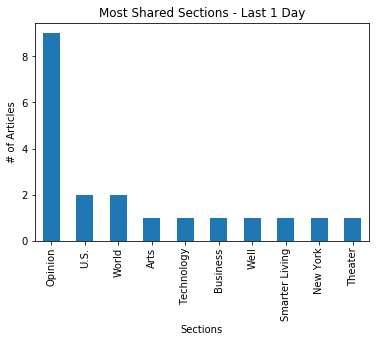 Most Shared Sections - Last 1 Day
# of Articles
8
6
4
2
0
Opinion
U.S.
World
Arts
Technology
Business
Well
Smarter Living
New York
Theater
Sections